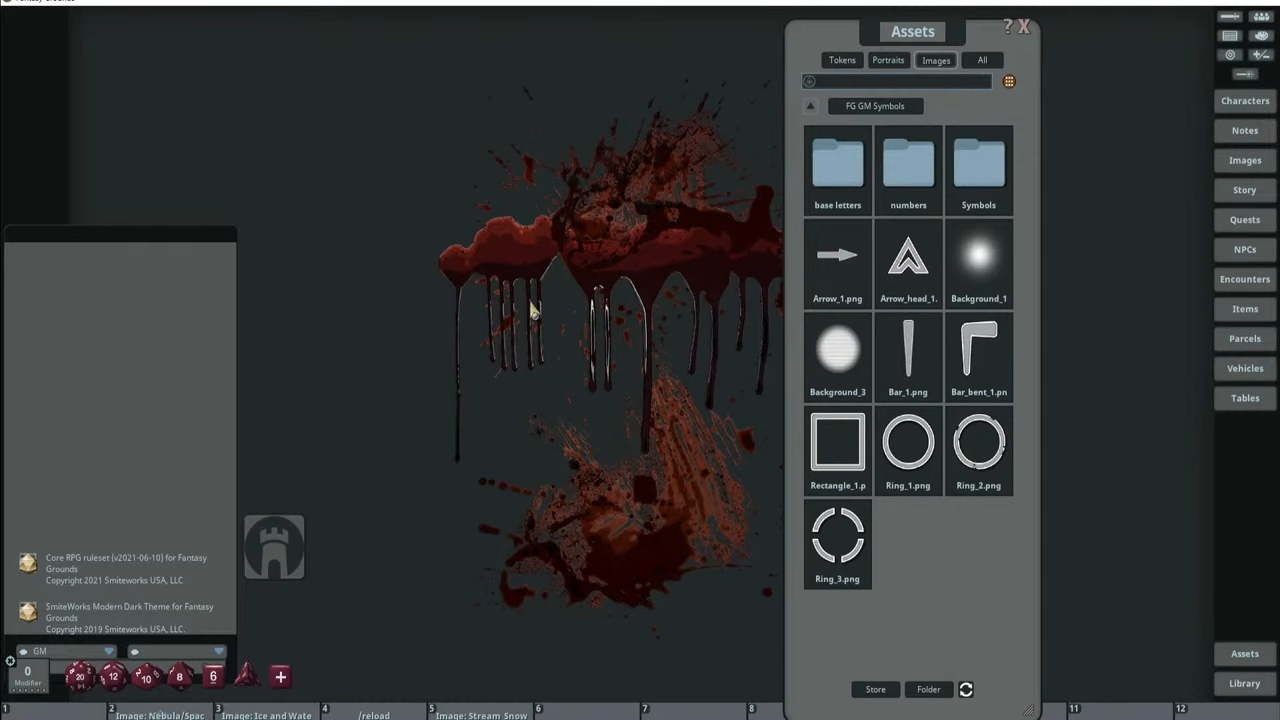 Fantasy Grounds
Assets
? X
Tokens
Portraits
Images
All
FG GM Symbols
base letters
numbers
Symbols
Arrow_1.png
Arrow_head_1.
Background_1
Background_3
Bar_1.png
Bar_bent_1.pn
Rectangle_1.p
Ring_1.png
Ring_2.png
Ring_3.png
Store
Folder
Characters
Notes
Images
Story
Quests
NPCs
Encounters
Items
Parcels
Vehicles
Tables
Assets
Library
Core RPG ruleset (v2021-06-10) for Fantasy
Grounds
Copyright 2021 Smiteworks USA, LLC
SmiteWorks Modern Dark Theme for Fantasy
Grounds
Copyright 2019 SmiteWorks USA, LLC.
GM
0
Modifier
20
12
10
8
6
+
1
2
Image: Nebula/Spac
3
Image: Ice and Wate
4
/reload
5
Image: Stream_Snow
6
7
8
11
12